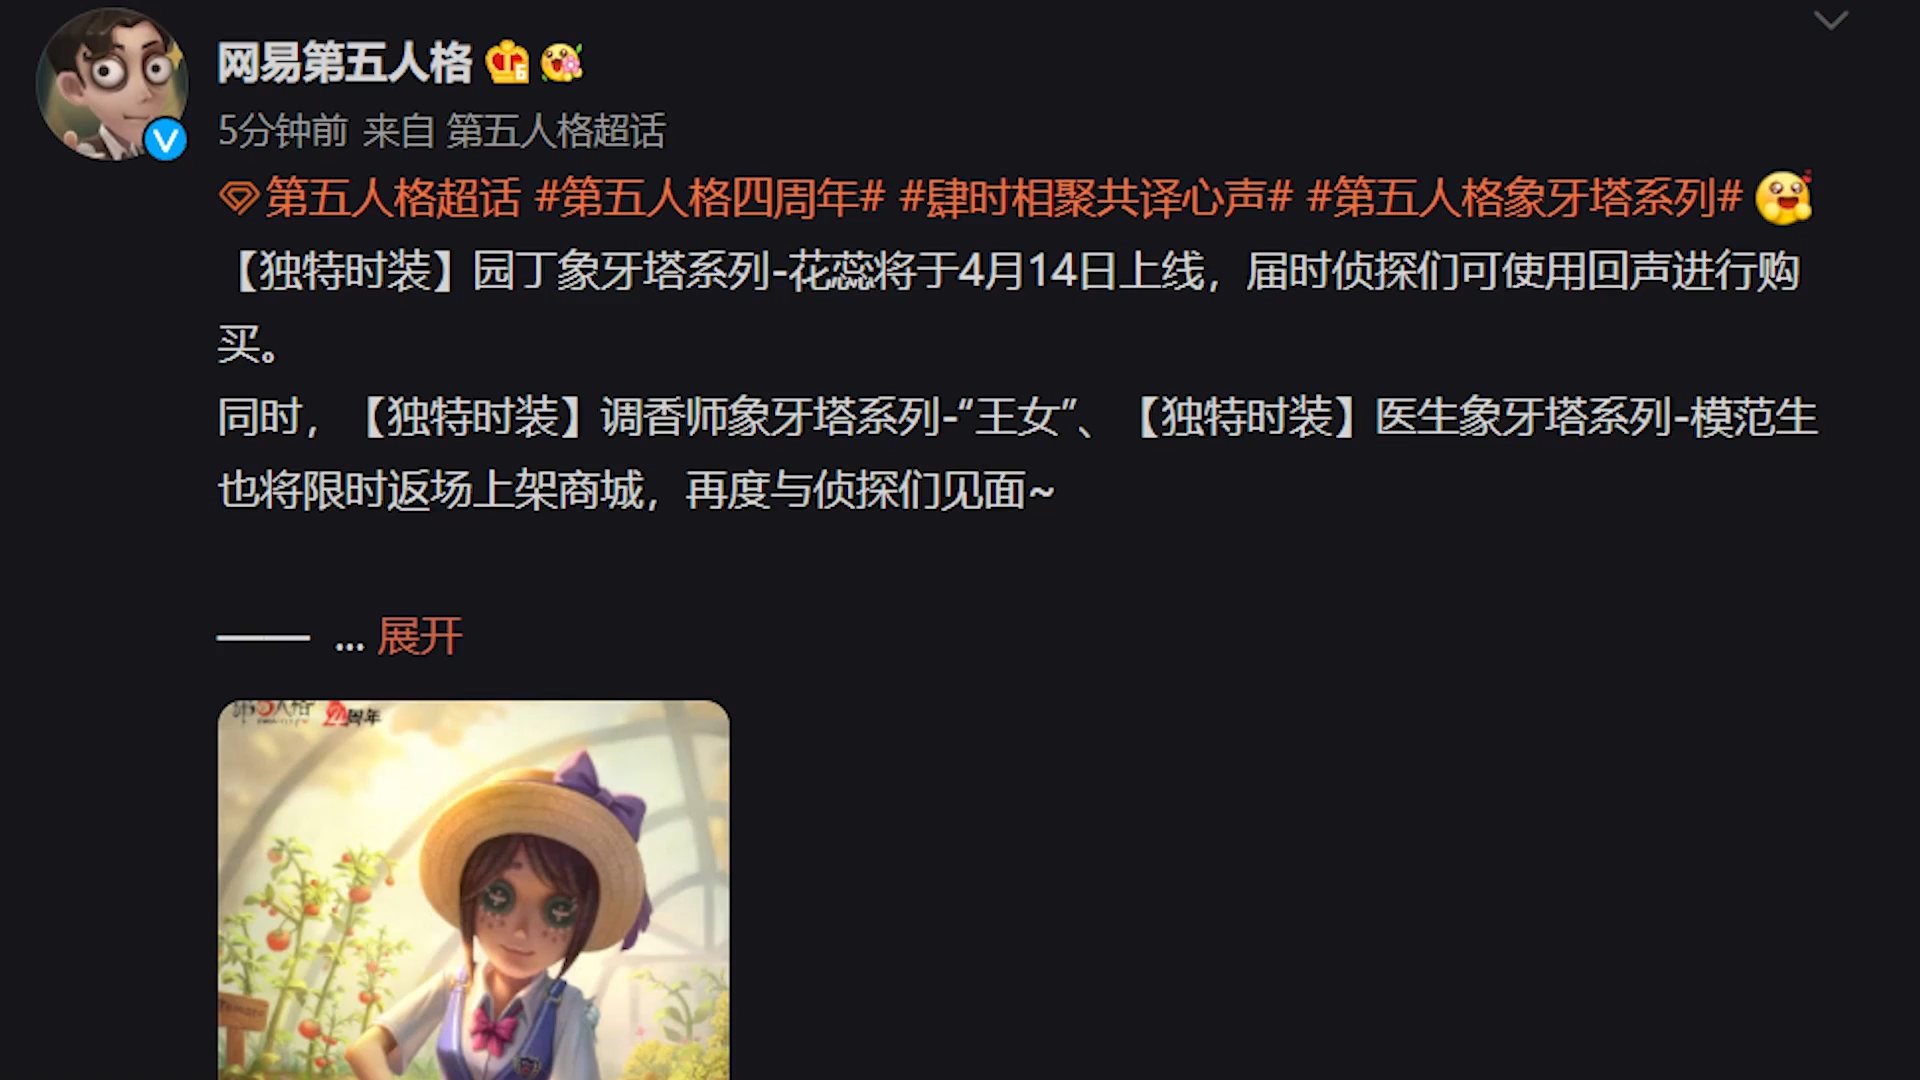 网易第五人格
5分钟前 来自 第五人格超话
第五人格超话 #第五人格四周年# #肆时相聚共译心声# #第五人格象牙塔系列#
【独特时装】园丁象牙塔系列-花蕊将于4月14日上线，届时侦探们可使用回声进行购
买。
同时，【独特时装】调香师象牙塔系列-“王女”、【独特时装】医生象牙塔系列-模范生
也将限时返场上架商城，再度与侦探们见面~
—— ... 展开
第五人格 4周年
Tomato